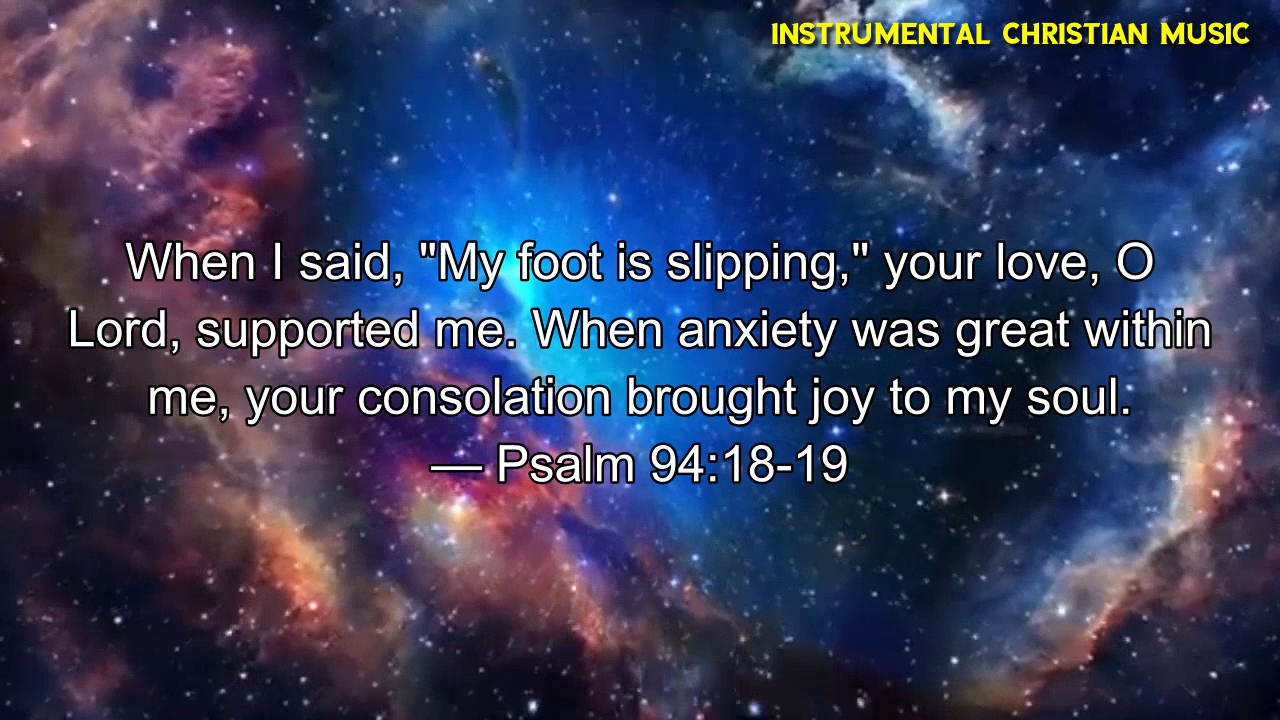 INSTRUMENTAL CHRISTIAN MUSIC
When I said, "My foot is slipping," your love, O
Lord, supported me. When anxiety was great within
me, your consolation brought joy to my soul.
— Psalm 94:18-19